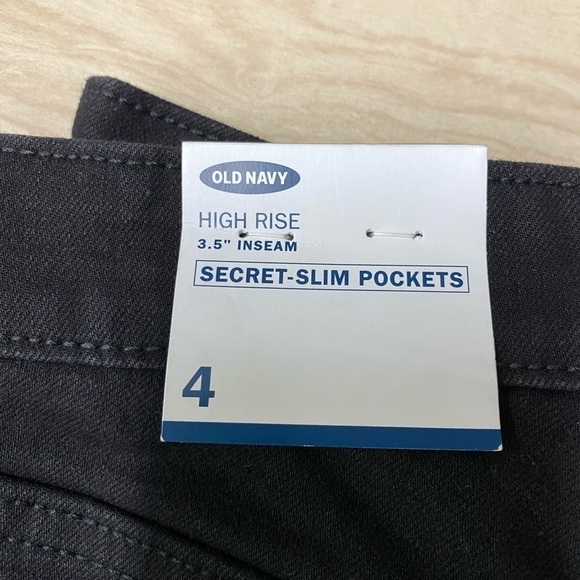 OLD NAVY
HIGH RISE
3.5" INSEAM
SECRET-SLIM POCKETS
4